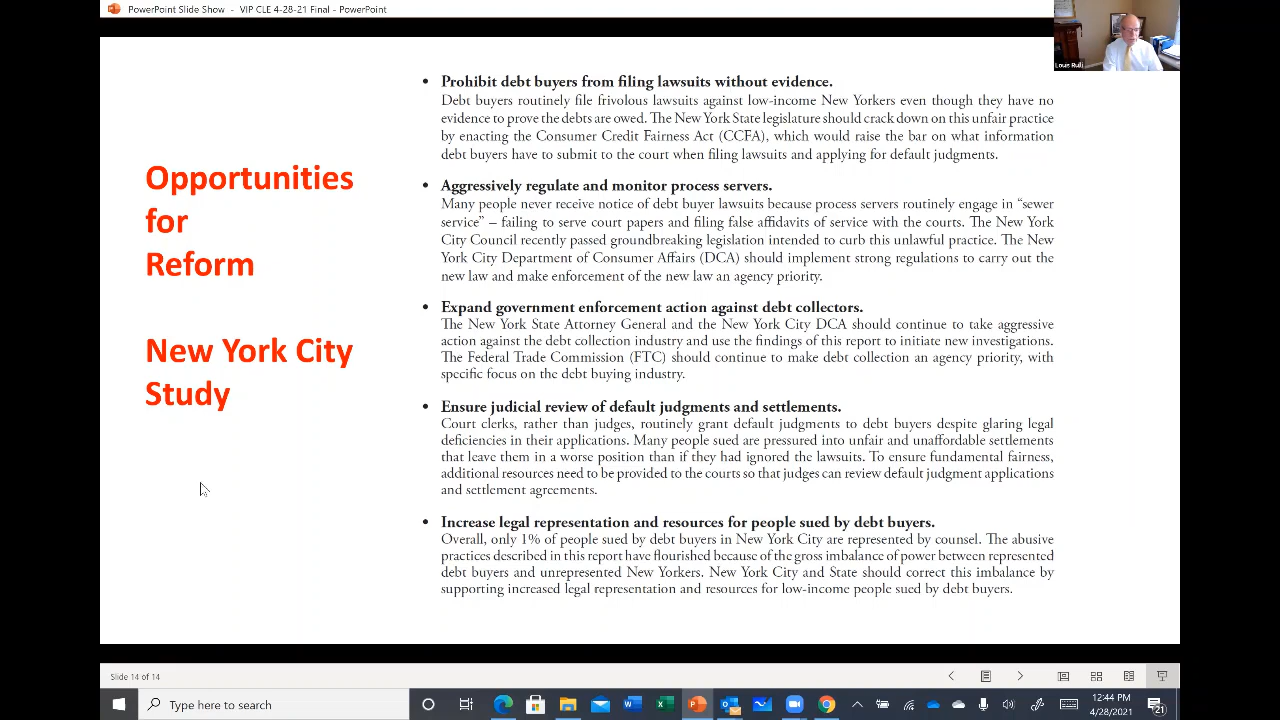 PowerPoint Slide Show - VIP CLE 4-28-21 Final - PowerPoint
Louis Rulli
Opportunities
for
Reform
New York City
Study
• Prohibit debt buyers from filing lawsuits without evidence.
Debt buyers routinely file frivolous lawsuits against low-income New Yorkers even though they have no
evidence to prove the debts are owed. The New York State legislature should crack down on this unfair practice
by enacting the Consumer Credit Fairness Act (CCFA), which would raise the bar on what information
debt buyers have to submit to the court when filing lawsuits and applying for default judgments.
• Aggressively regulate and monitor process servers.
Many people never receive notice of debt buyer lawsuits because process servers routinely engage in “sewer
service” – failing to serve court papers and filing false affidavits of service with the courts. The New York
City Council recently passed groundbreaking legislation intended to curb this unlawful practice. The New
York City Department of Consumer Affairs (DCA) should implement strong regulations to carry out the
new law and make enforcement of the new law an agency priority.
• Expand government enforcement action against debt collectors.
The New York State Attorney General and the New York City DCA should continue to take aggressive
action against the debt collection industry and use the findings of this report to initiate new investigations.
The Federal Trade Commission (FTC) should continue to make debt collection an agency priority, with
specific focus on the debt buying industry.
• Ensure judicial review of default judgments and settlements.
Court clerks, rather than judges, routinely grant default judgments to debt buyers despite glaring legal
deficiencies in their applications. Many people sued are pressured into unfair and unaffordable settlements
that leave them in a worse position than if they had ignored the lawsuits. To ensure fundamental fairness,
additional resources need to be provided to the courts so that judges can review default judgment applications
and settlement agreements.
• Increase legal representation and resources for people sued by debt buyers.
Overall, only 1% of people sued by debt buyers in New York City are represented by counsel. The abusive
practices described in this report have flourished because of the gross imbalance of power between represented
debt buyers and unrepresented New Yorkers. New York City and State should correct this imbalance by
supporting increased legal representation and resources for low-income people sued by debt buyers.
Slide 14 of 14
Type here to search
12:44 PM
4/28/2021
21